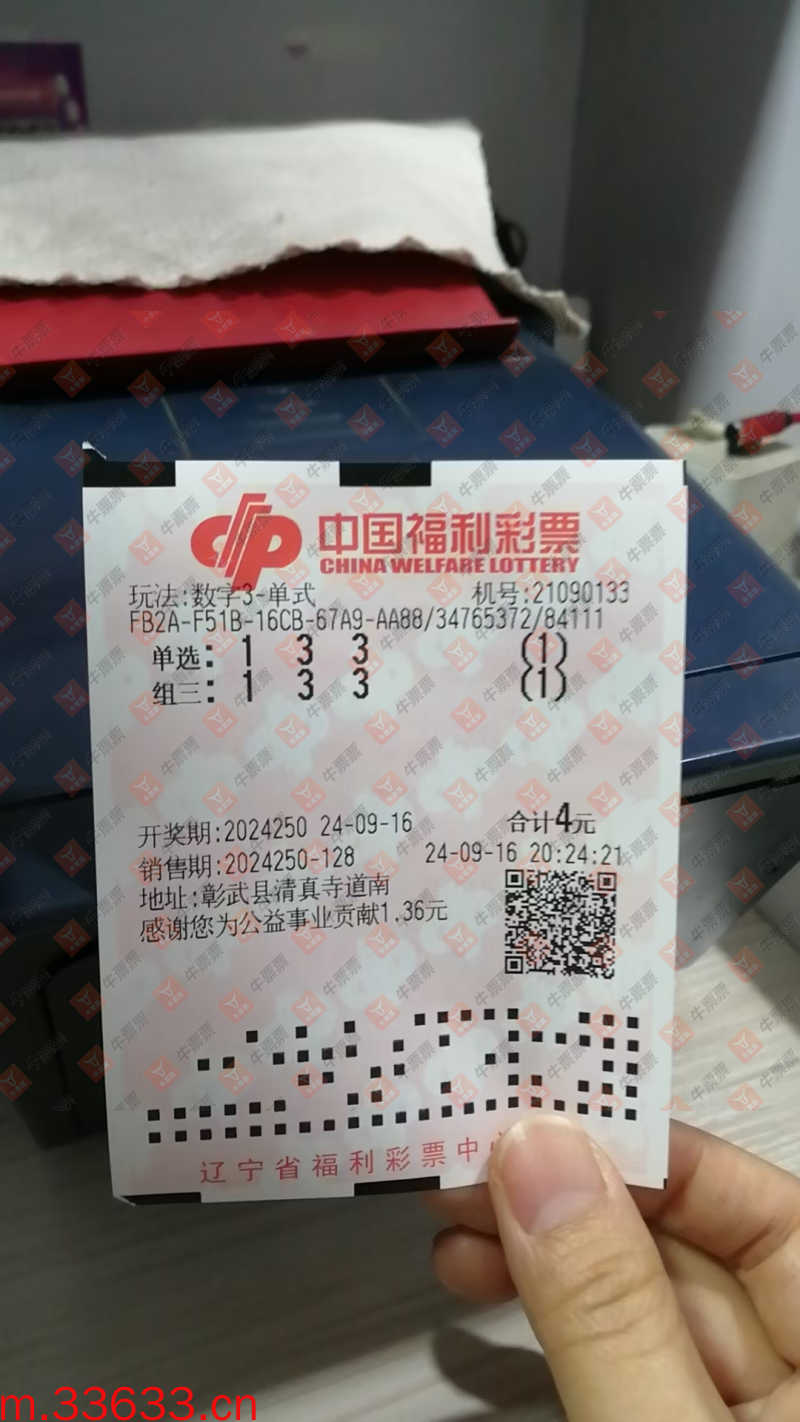 中国福利彩票
CHINA WELFARE LOTTERY
玩法:数字3-单式 机号:21090133
FB2A-F51B-16CB-67A9-AA88/34765372/84111
单选: 1 3 3 (1)
组三: 1 3 3 (1)
开奖期:2024250 24-09-16 合计4元
销售期:2024250-128 24-09-16 20:24:21
地址:彰武县清真寺道南
感谢您为公益事业贡献1.36元
辽宁省福利彩票中
m.33633.cn
牛票票